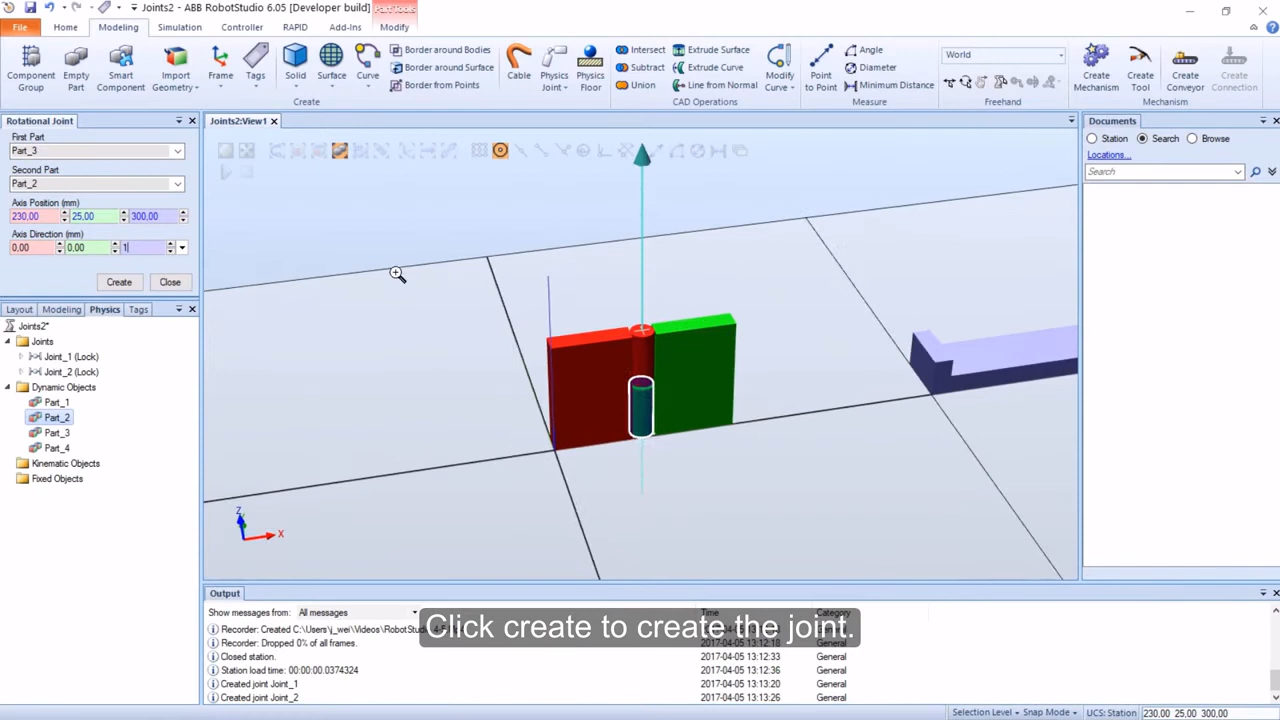 Joints2 - ABB RobotStudio 6.05 [Developer build]
Part Tools
File Home Modeling Simulation Controller RAPID Add-Ins Modify
Component Group
Empty Part
Smart Component
Import Geometry
Frame
Tags
Solid
Surface
Curve
Border around Bodies
Border around Surface
Border from Points
Create
Cable
Physics Joint
Physics Floor
Intersect
Subtract
Union
Extrude Surface
Extrude Curve
Line from Normal
Modify Curve
CAD Operations
Point to Point
Angle
Diameter
Minimum Distance
Measure
World
Freehand
Create Mechanism
Create Tool
Create Conveyor
Create Connection
Mechanism
Rotational Joint
First Part
Part_3
Second Part
Part_2
Axis Position (mm)
230.00 25,00 300,00
Axis Direction (mm)
0,00 0,00 1
Create Close
Layout Modeling Physics Tags
Joints2*
Joints
Joint_1 (Lock)
Joint_2 (Lock)
Dynamic Objects
Part_1
Part_2
Part_3
Part_4
Kinematic Objects
Fixed Objects
Joints2:View1
Z
X
Documents
Station Search Browse
Locations...
Search
Output
Show messages from: All messages Time Category
Recorder: Created C:\Users\j_wei\Videos\RobotStudio General
Recorder: Dropped 0% of all frames. 2017-04-05 13:12:18 General
Closed station. 2017-04-05 13:12:33 General
Station load time: 00:00:00.0374324 2017-04-05 13:12:36 General
Created joint Joint_1 2017-04-05 13:13:20 General
Created joint Joint_2 2017-04-05 13:13:26 General
Click create to create the joint.
Selection Level Snap Mode UCS: Station 230,00 25,00 300,00